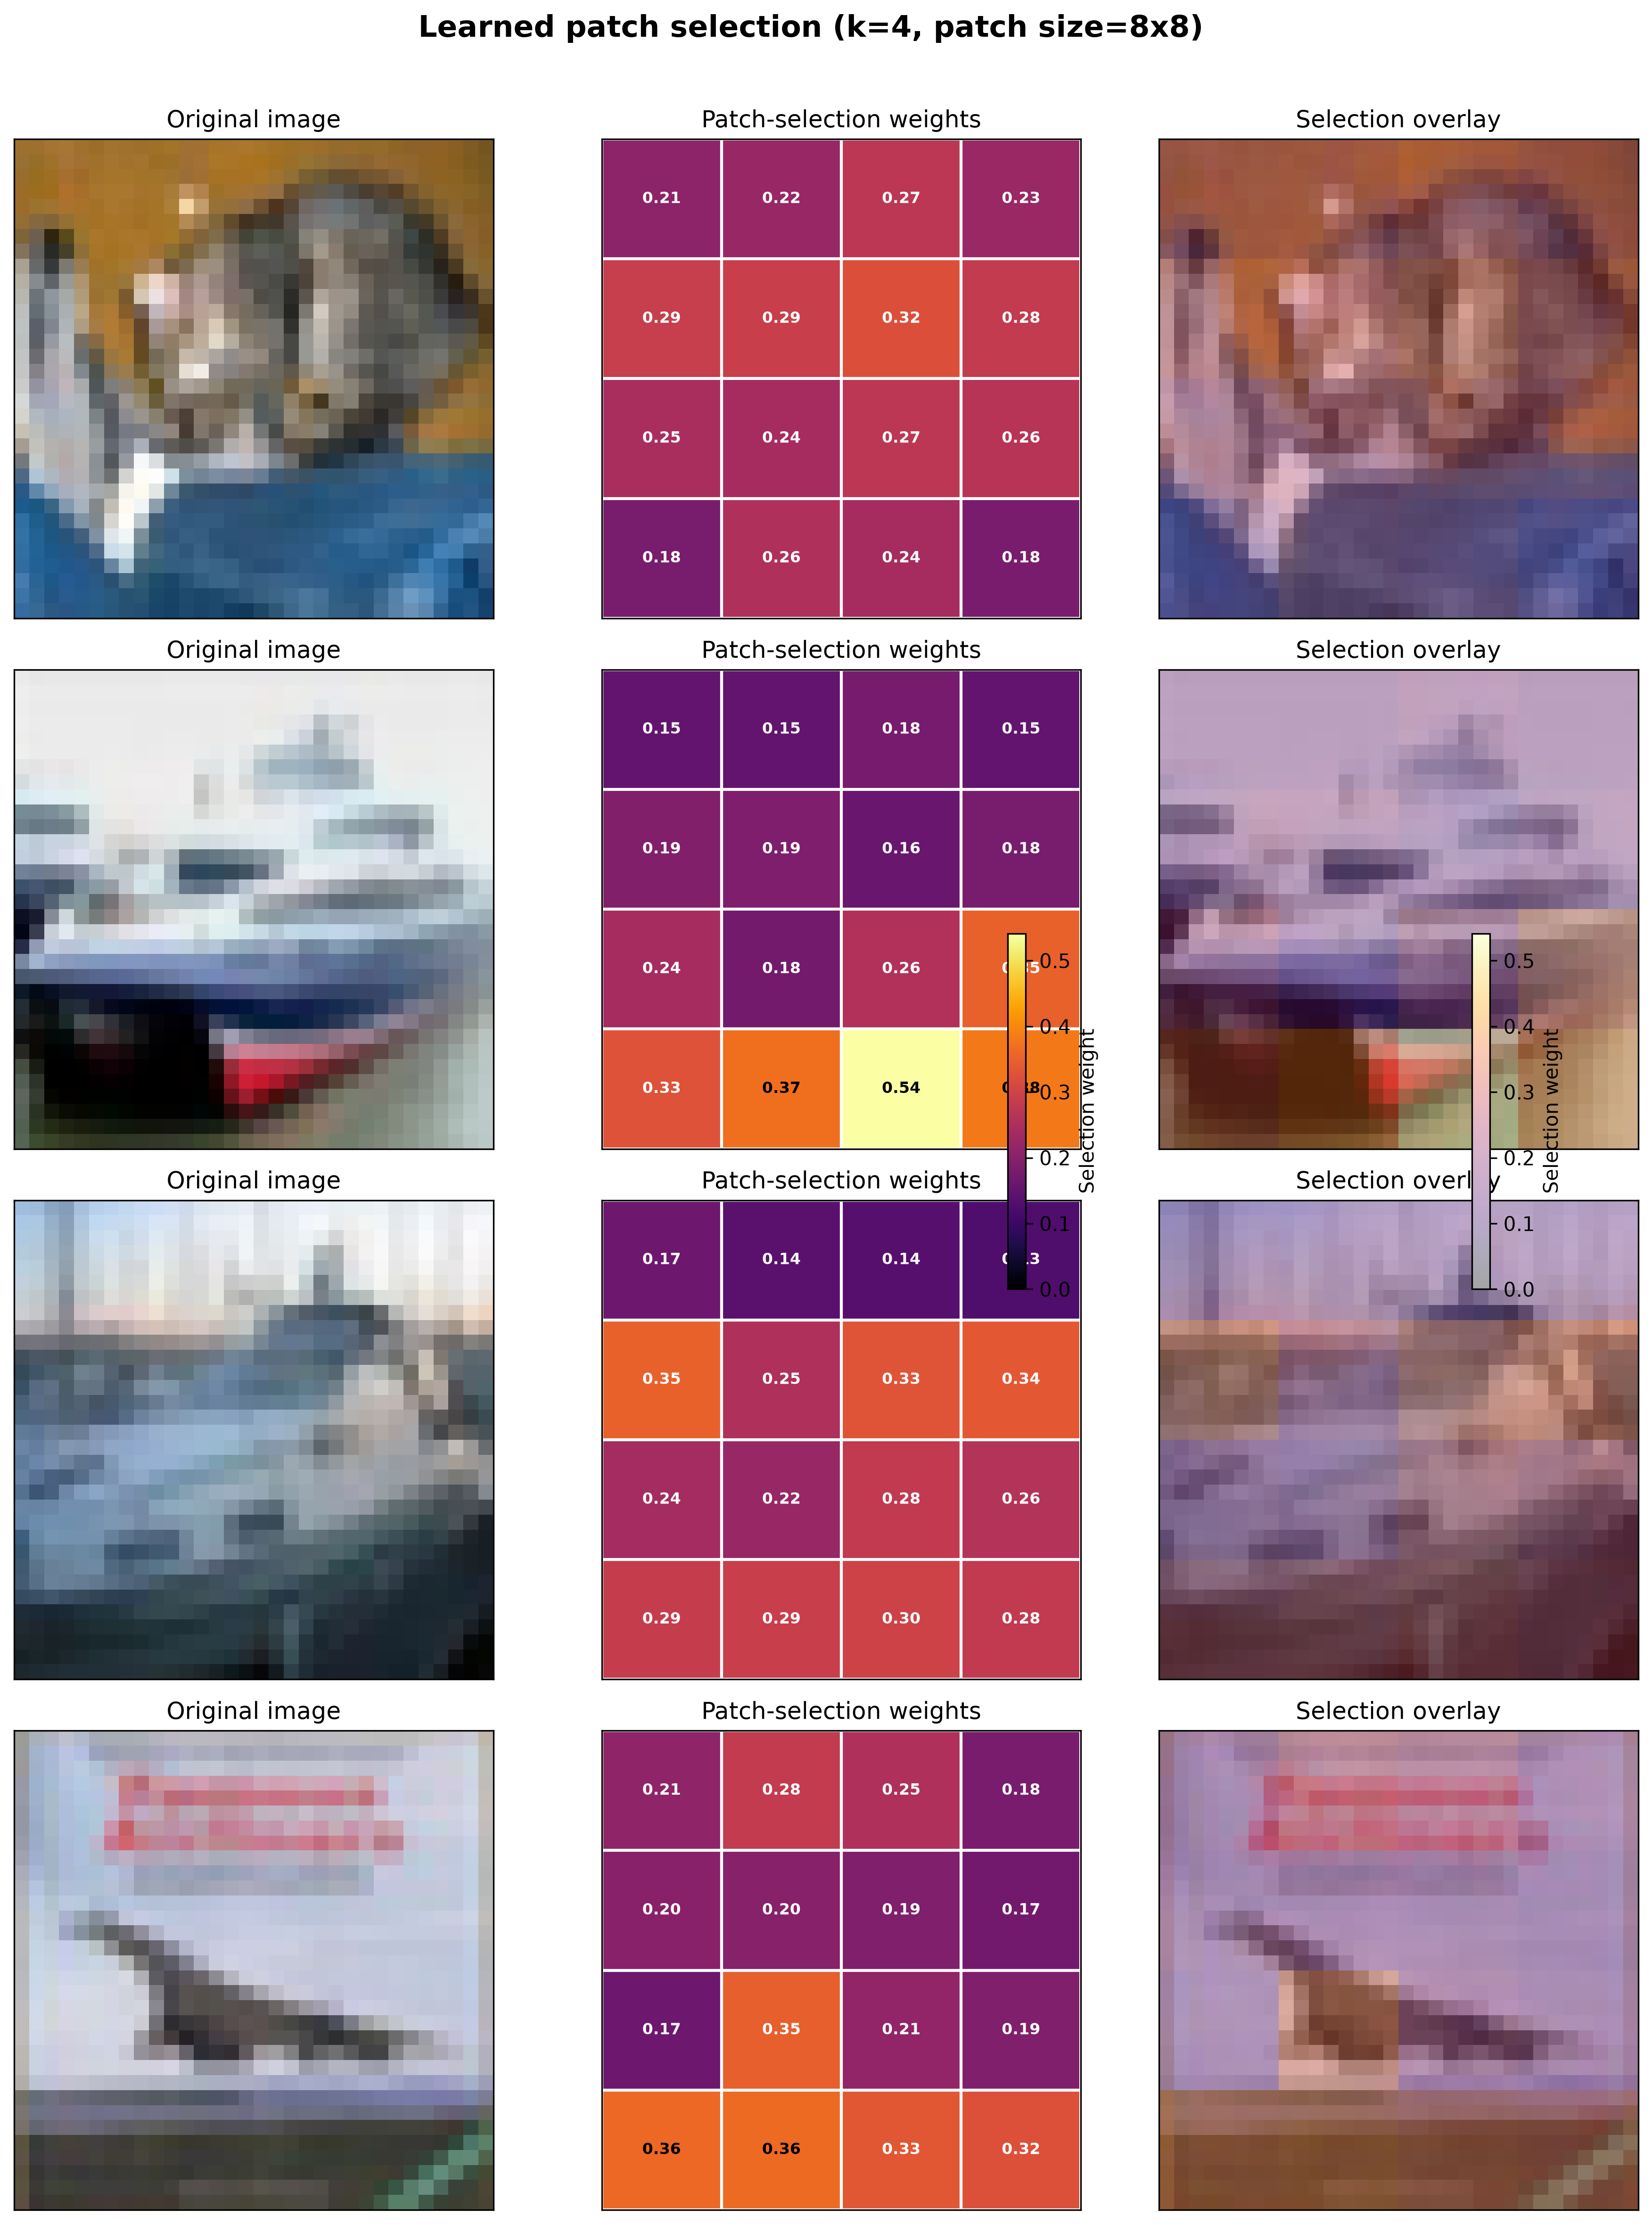 Learned patch selection (k=4, patch size=8x8)
Original image Patch-selection weights Selection overlay
0.21 0.22 0.27 0.23
0.29 0.29 0.32 0.28
0.25 0.24 0.27 0.26
0.18 0.26 0.24 0.18
Original image Patch-selection weights Selection overlay
0.15 0.15 0.18 0.15
0.19 0.19 0.16 0.18
0.24 0.18 0.26
0.33 0.37 0.54
0.5
0.4
0.3
0.2
0.1
0.0
Selection weight
0.5
0.4
0.3
0.2
0.1
0.0
Selection weight
Original image Patch-selection weights Selection overlay
0.17 0.14 0.14
0.35 0.25 0.33 0.34
0.24 0.22 0.28 0.26
0.29 0.29 0.30 0.28
Original image Patch-selection weights Selection overlay
0.21 0.28 0.25 0.18
0.20 0.20 0.19 0.17
0.17 0.35 0.21 0.19
0.36 0.36 0.33 0.32